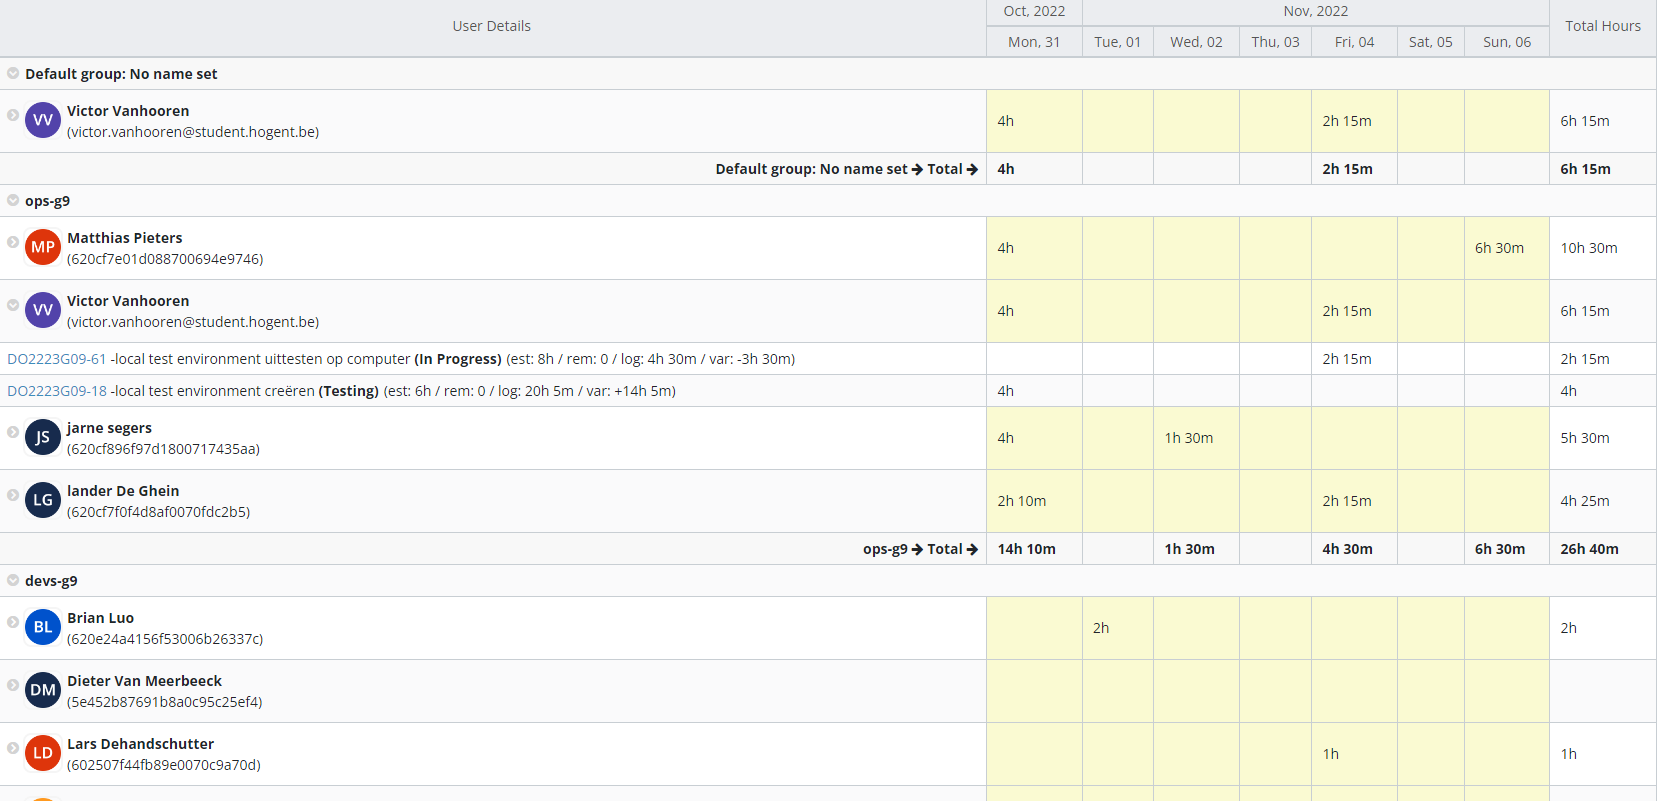 User Details Oct, 2022 Nov, 2022 Total Hours
Mon, 31 Tue, 01 Wed, 02 Thu, 03 Fri, 04 Sat, 05 Sun, 06
Default group: No name set
VV Victor Vanhooren
(victor.vanhooren@student.hogent.be) 4h 2h 15m 6h 15m
Default group: No name set → Total → 4h 2h 15m 6h 15m
ops-g9
MP Matthias Pieters
(620cf7e01d088700694e9746) 4h 6h 30m 10h 30m
VV Victor Vanhooren
(victor.vanhooren@student.hogent.be) 4h 2h 15m 6h 15m
DO2223G09-61 -local test environment uittesten op computer (In Progress) (est: 8h / rem: 0 / log: 4h 30m / var: -3h 30m) 2h 15m 2h 15m
DO2223G09-18 -local test environment creëren (Testing) (est: 6h / rem: 0 / log: 20h 5m / var: +14h 5m) 4h 4h
JS jarne segers
(620cf896f97d1800717435aa) 4h 1h 30m 5h 30m
LG lander De Ghein
(620cf7f0f4d8af0070fdc2b5) 2h 10m 2h 15m 4h 25m
ops-g9 → Total → 14h 10m 1h 30m 4h 30m 6h 30m 26h 40m
devs-g9
BL Brian Luo
(620e24a4156f53006b26337c) 2h 2h
DM Dieter Van Meerbeeck
(5e452b87691b8a0c95c25ef4)
LD Lars Dehandschutter
(602507f44fb89e0070c9a70d) 1h 1h